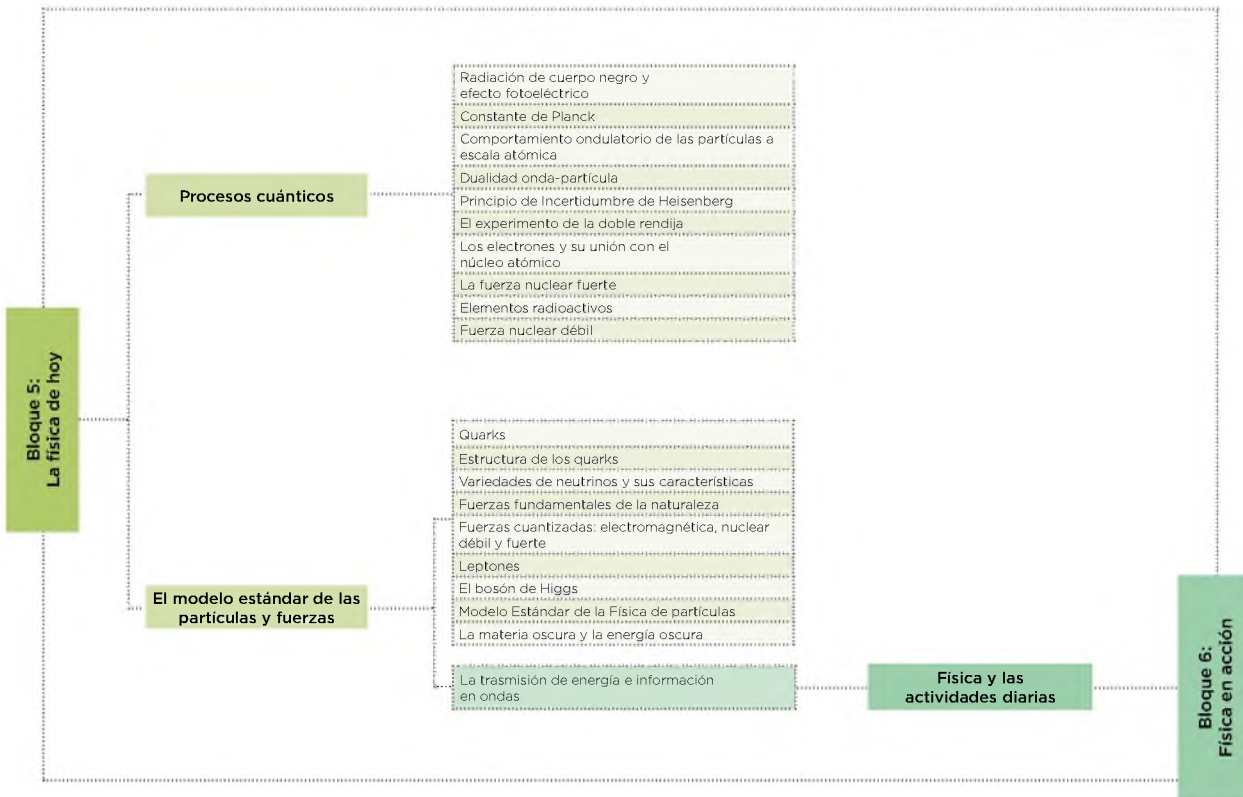 Bloque 5:
La física de hoy
Procesos cuánticos
Radiación de cuerpo negro y
efecto fotoeléctrico
Constante de Planck
Comportamiento ondulatorio de las partículas a
escala atómica
Dualidad onda-partícula
Principio de Incertidumbre de Heisenberg
El experimento de la doble rendija
Los electrones y su unión con el
núcleo atómico
La fuerza nuclear fuerte
Elementos radioactivos
Fuerza nuclear débil
El modelo estándar de las
partículas y fuerzas
Quarks
Estructura de los quarks
Variedades de neutrinos y sus características
Fuerzas fundamentales de la naturaleza
Fuerzas cuantizadas: electromagnética, nuclear
débil y fuerte
Leptones
El bosón de Higgs
Modelo Estándar de la Física de partículas
La materia oscura y la energía oscura
La trasmisión de energía e información
en ondas
Física y las
actividades diarias
Bloque 6:
Física en acción